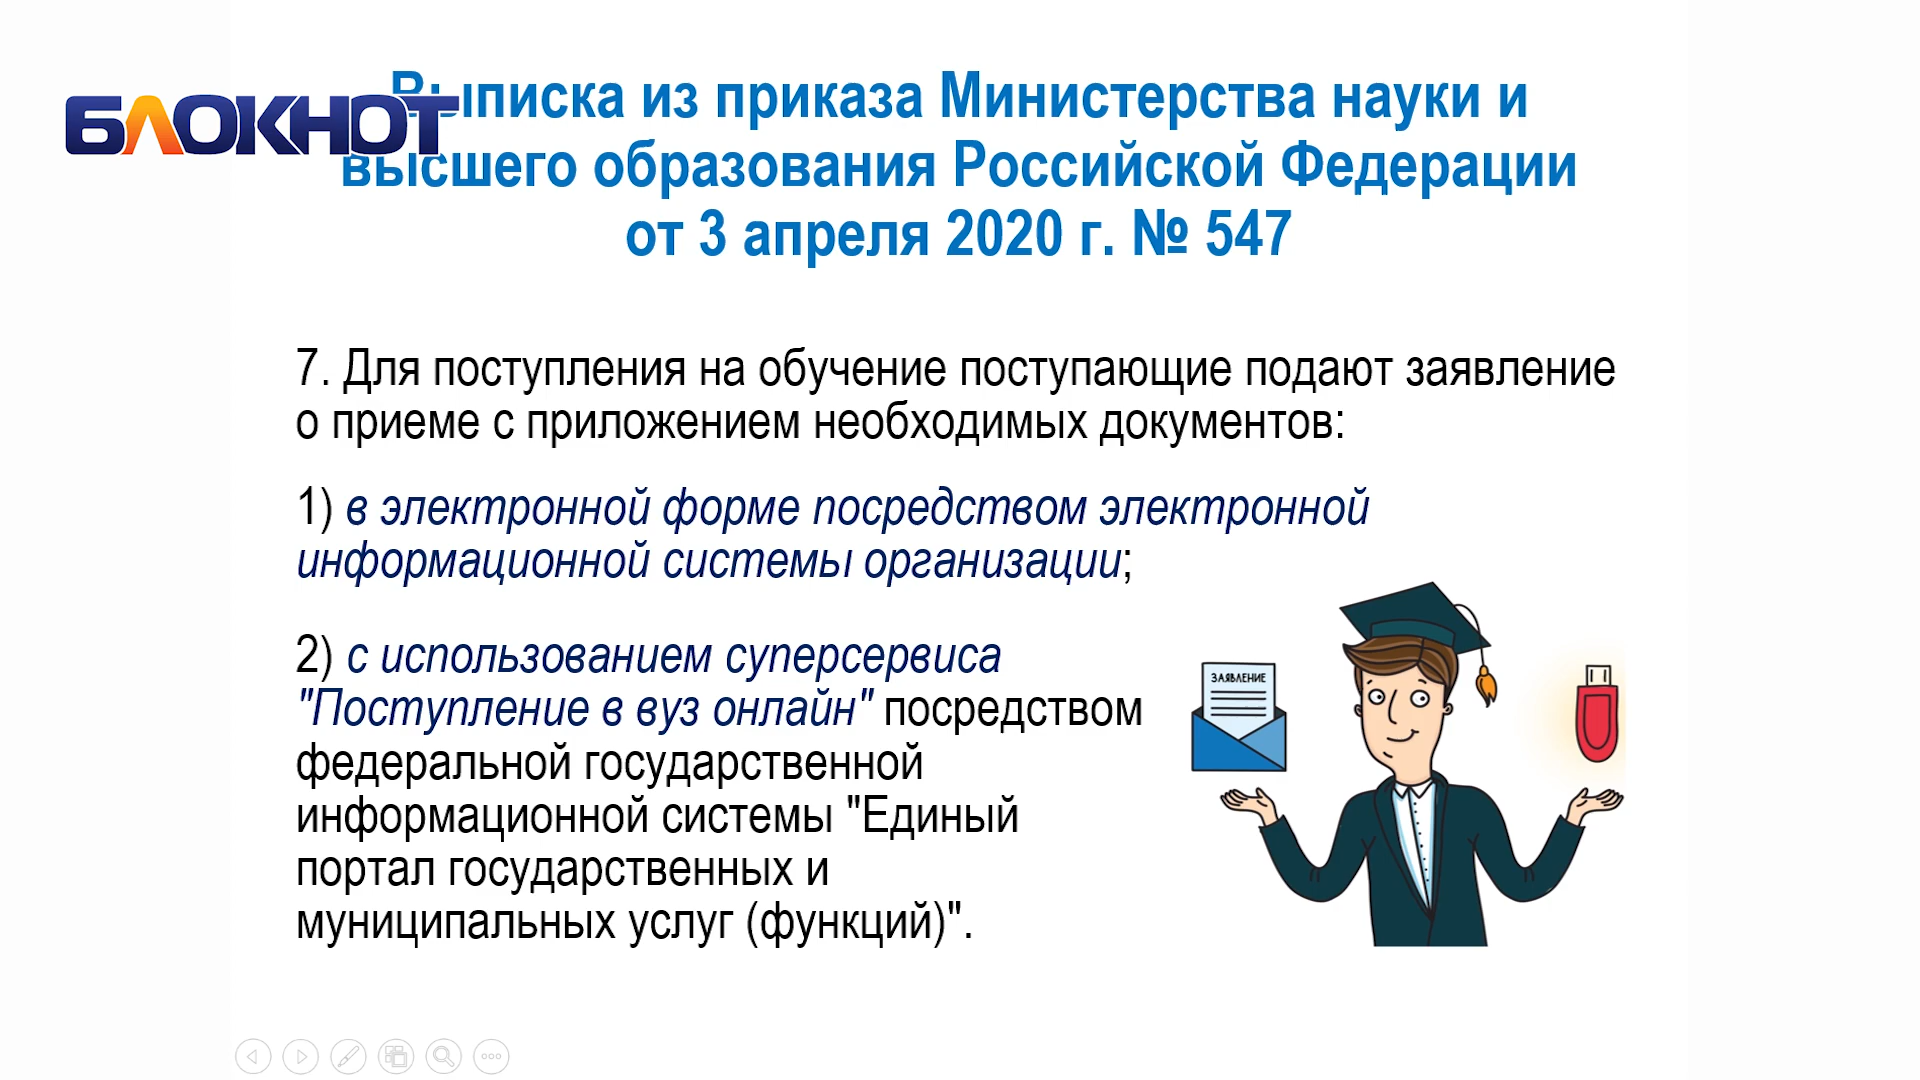 БЛОКНОТ
Выписка из приказа Министерства науки и
высшего образования Российской Федерации
от 3 апреля 2020 г. № 547
7. Для поступления на обучение поступающие подают заявление
о приеме с приложением необходимых документов:
1) в электронной форме посредством электронной
информационной системы организации;
2) с использованием суперсервиса
"Поступление в вуз онлайн" посредством
федеральной государственной
информационной системы "Единый
портал государственных и
муниципальных услуг (функций)".
ЗАЯВЛЕНИЕ